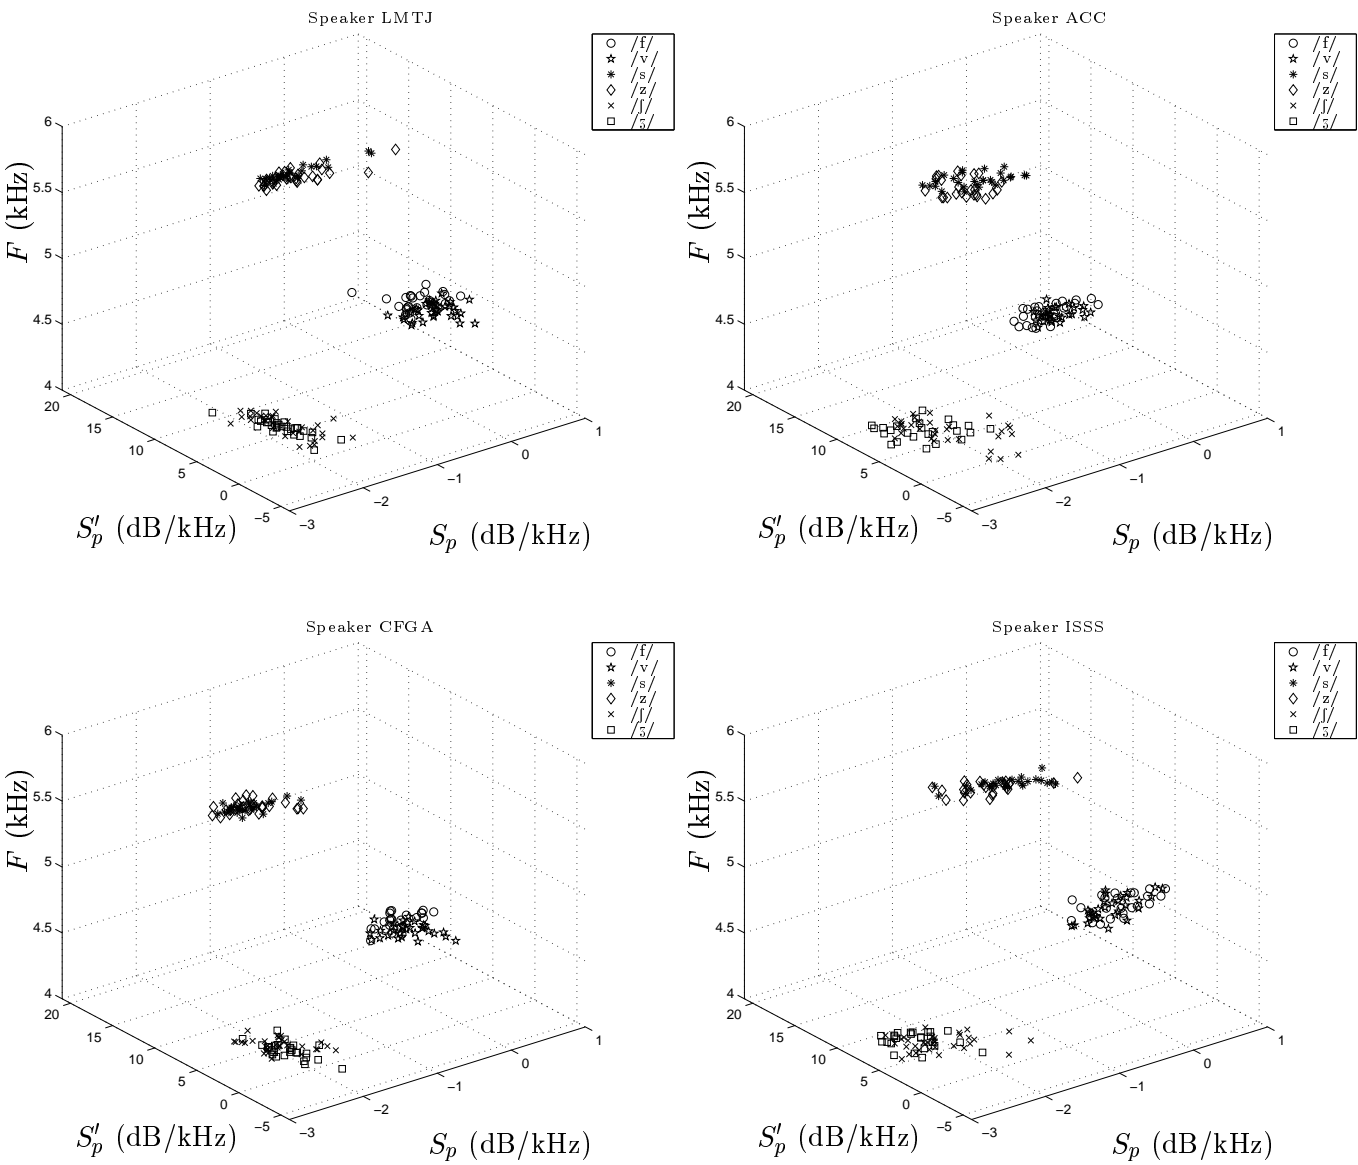 Speaker LMTJ
/f/
/v/
/s/
/z/
/ʃ/
/ʒ/
6
5.5
5
4.5
4
F (kHz)
20
15
10
5
0
−5
S′p (dB/kHz)
−3
−2
−1
0
1
Sp (dB/kHz)
Speaker ACC
/f/
/v/
/s/
/z/
/ʃ/
/ʒ/
6
5.5
5
4.5
4
F (kHz)
20
15
10
5
0
−5
S′p (dB/kHz)
−3
−2
−1
0
1
Sp (dB/kHz)
Speaker CFGA
/f/
/v/
/s/
/z/
/ʃ/
/ʒ/
6
5.5
5
4.5
4
F (kHz)
20
15
10
5
0
−5
S′p (dB/kHz)
−3
−2
−1
0
1
Sp (dB/kHz)
Speaker ISSS
/f/
/v/
/s/
/z/
/ʃ/
/ʒ/
6
5.5
5
4.5
4
F (kHz)
20
15
10
5
0
−5
S′p (dB/kHz)
−3
−2
−1
0
1
Sp (dB/kHz)